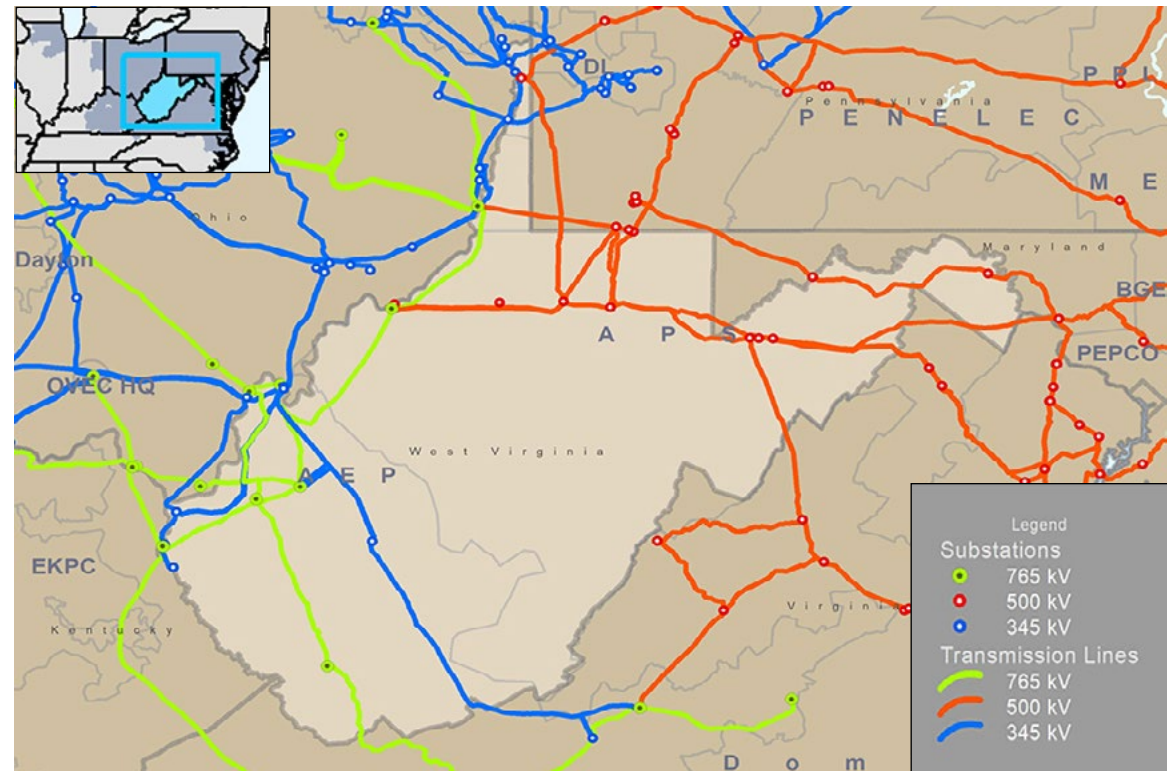 DL
PPL
Pennsylvania
PENELEC
ME
Ohio
Maryland
Dayton
BGE
APS
PEPCO
OVEC HQ
West Virginia
AEP
EKPC
Virginia
Kentucky
Dom
Legend
Substations
765 kV
500 kV
345 kV
Transmission Lines
765 kV
500 kV
345 kV